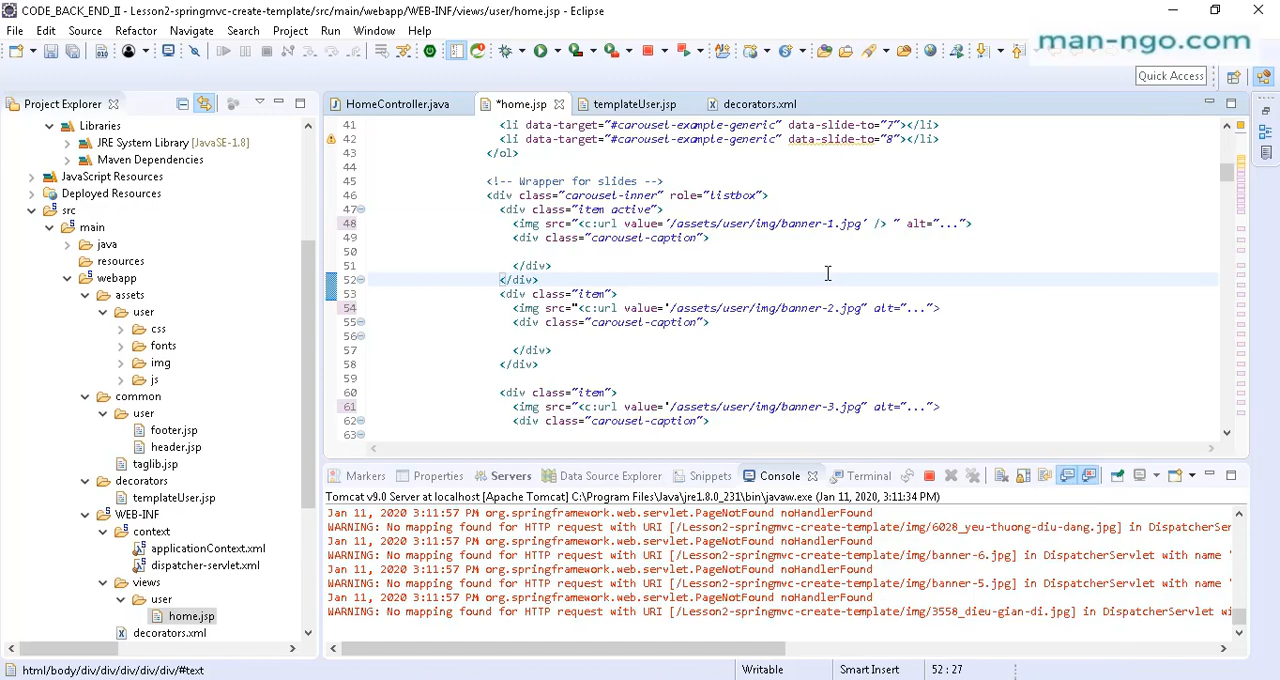 CODE_BACK_END_II - Lesson2-springmvc-create-template/src/main/webapp/WEB-INF/views/user/home.jsp - Eclipse
File Edit Source Refactor Navigate Search Project Run Window Help
man-ngo.com
Quick Access
Project Explorer
Libraries
JRE System Library [JavaSE-1.8]
Maven Dependencies
JavaScript Resources
Deployed Resources
src
main
java
resources
webapp
assets
user
css
fonts
img
js
common
user
footer.jsp
header.jsp
taglib.jsp
decorators
templateUser.jsp
WEB-INF
context
applicationContext.xml
dispatcher-servlet.xml
views
user
home.jsp
decorators.xml
HomeController.java *home.jsp templateUser.jsp decorators.xml
41 <li data-target="#carousel-example-generic" data-slide-to="7"></li>
42 <li data-target="#carousel-example-generic" data-slide-to="8"></li>
43 </ol>
44
45 <!-- Wrapper for slides -->
46 <div class="carousel-inner" role="listbox">
47 <div class="item active">
48 <img src="<c:url value='/assets/user/img/banner-1.jpg' /> " alt="...">
49 <div class="carousel-caption">
50
51 </div>
52 </div>
53 <div class="item">
54 <img src="<c:url value='/assets/user/img/banner-2.jpg" alt="...">
55 <div class="carousel-caption">
56
57 </div>
58 </div>
59
60 <div class="item">
61 <img src="<c:url value='/assets/user/img/banner-3.jpg" alt="...">
62 <div class="carousel-caption">
63
Markers Properties Servers Data Source Explorer Snippets Console Terminal
Tomcat v9.0 Server at localhost [Apache Tomcat] C:\Program Files\Java\jre1.8.0_231\bin\javaw.exe (Jan 11, 2020, 3:11:34 PM)
Jan 11, 2020 3:11:57 PM org.springframework.web.servlet.PageNotFound noHandlerFound
WARNING: No mapping found for HTTP request with URI [/Lesson2-springmvc-create-template/img/6028_yeu-thuong-diu-dang.jpg] in DispatcherSer
Jan 11, 2020 3:11:57 PM org.springframework.web.servlet.PageNotFound noHandlerFound
WARNING: No mapping found for HTTP request with URI [/Lesson2-springmvc-create-template/img/banner-6.jpg] in DispatcherServlet with name '
Jan 11, 2020 3:11:57 PM org.springframework.web.servlet.PageNotFound noHandlerFound
WARNING: No mapping found for HTTP request with URI [/Lesson2-springmvc-create-template/img/banner-5.jpg] in DispatcherServlet with name '
Jan 11, 2020 3:11:57 PM org.springframework.web.servlet.PageNotFound noHandlerFound
WARNING: No mapping found for HTTP request with URI [/Lesson2-springmvc-create-template/img/3558_dieu-gian-di.jpg] in DispatcherServlet wi
html/body/div/div/div/div/div/#text Writable Smart Insert 52 : 27